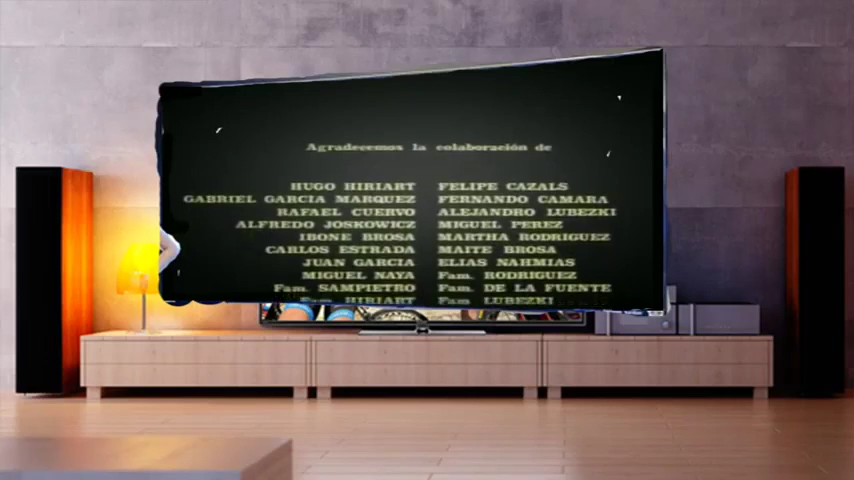 Agradecemos la colaboración de
HUGO HIRIART FELIPE CAZALS
GABRIEL GARCIA MARQUEZ FERNANDO CAMARA
RAFAEL CUERVO ALEJANDRO LUBEZKI
ALFREDO JOSKOWICZ MIGUEL PEREZ
IBONE BROSA MARTHA RODRIGUEZ
CARLOS ESTRADA MAITE BROSA
JUAN GARCIA ELIAS NAHMIAS
MIGUEL NAYA Fam. RODRIGUEZ
Fam. SAMPIETRO Fam. DE LA FUENTE
Fam HIRIART Fam LUBEZKI